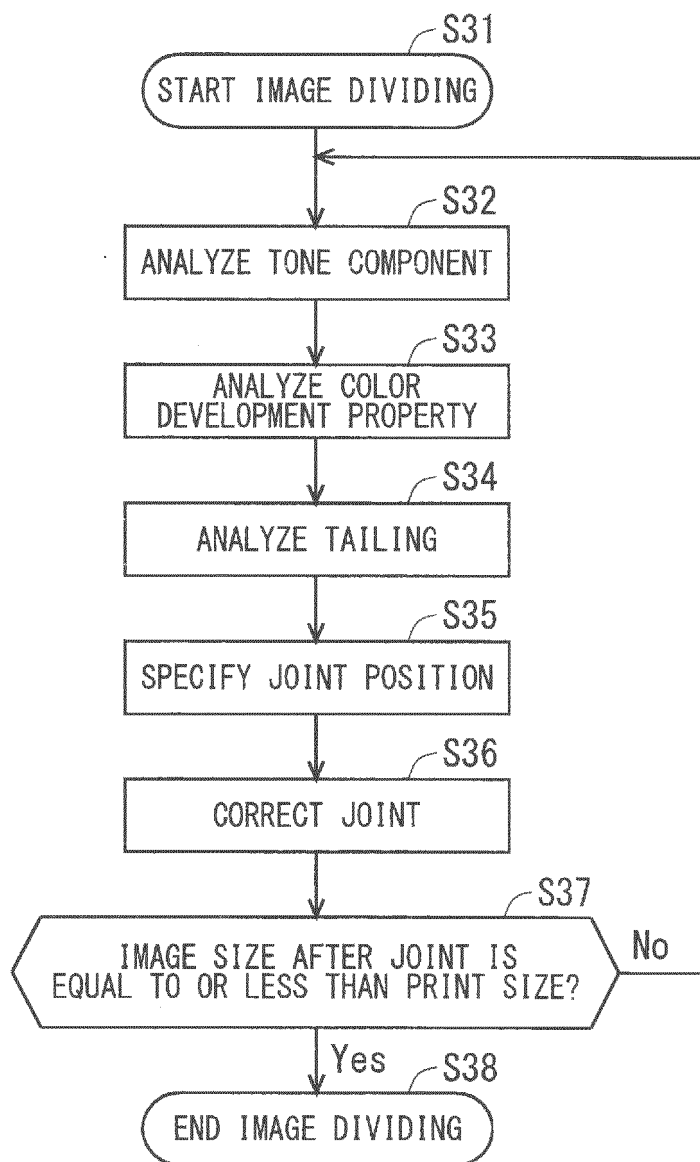 S31
START IMAGE DIVIDING
S32
ANALYZE TONE COMPONENT
S33
ANALYZE COLOR
DEVELOPMENT PROPERTY
S34
ANALYZE TAILING
S35
SPECIFY JOINT POSITION
S36
CORRECT JOINT
S37
IMAGE SIZE AFTER JOINT IS
EQUAL TO OR LESS THAN PRINT SIZE?
No
Yes
S38
END IMAGE DIVIDING